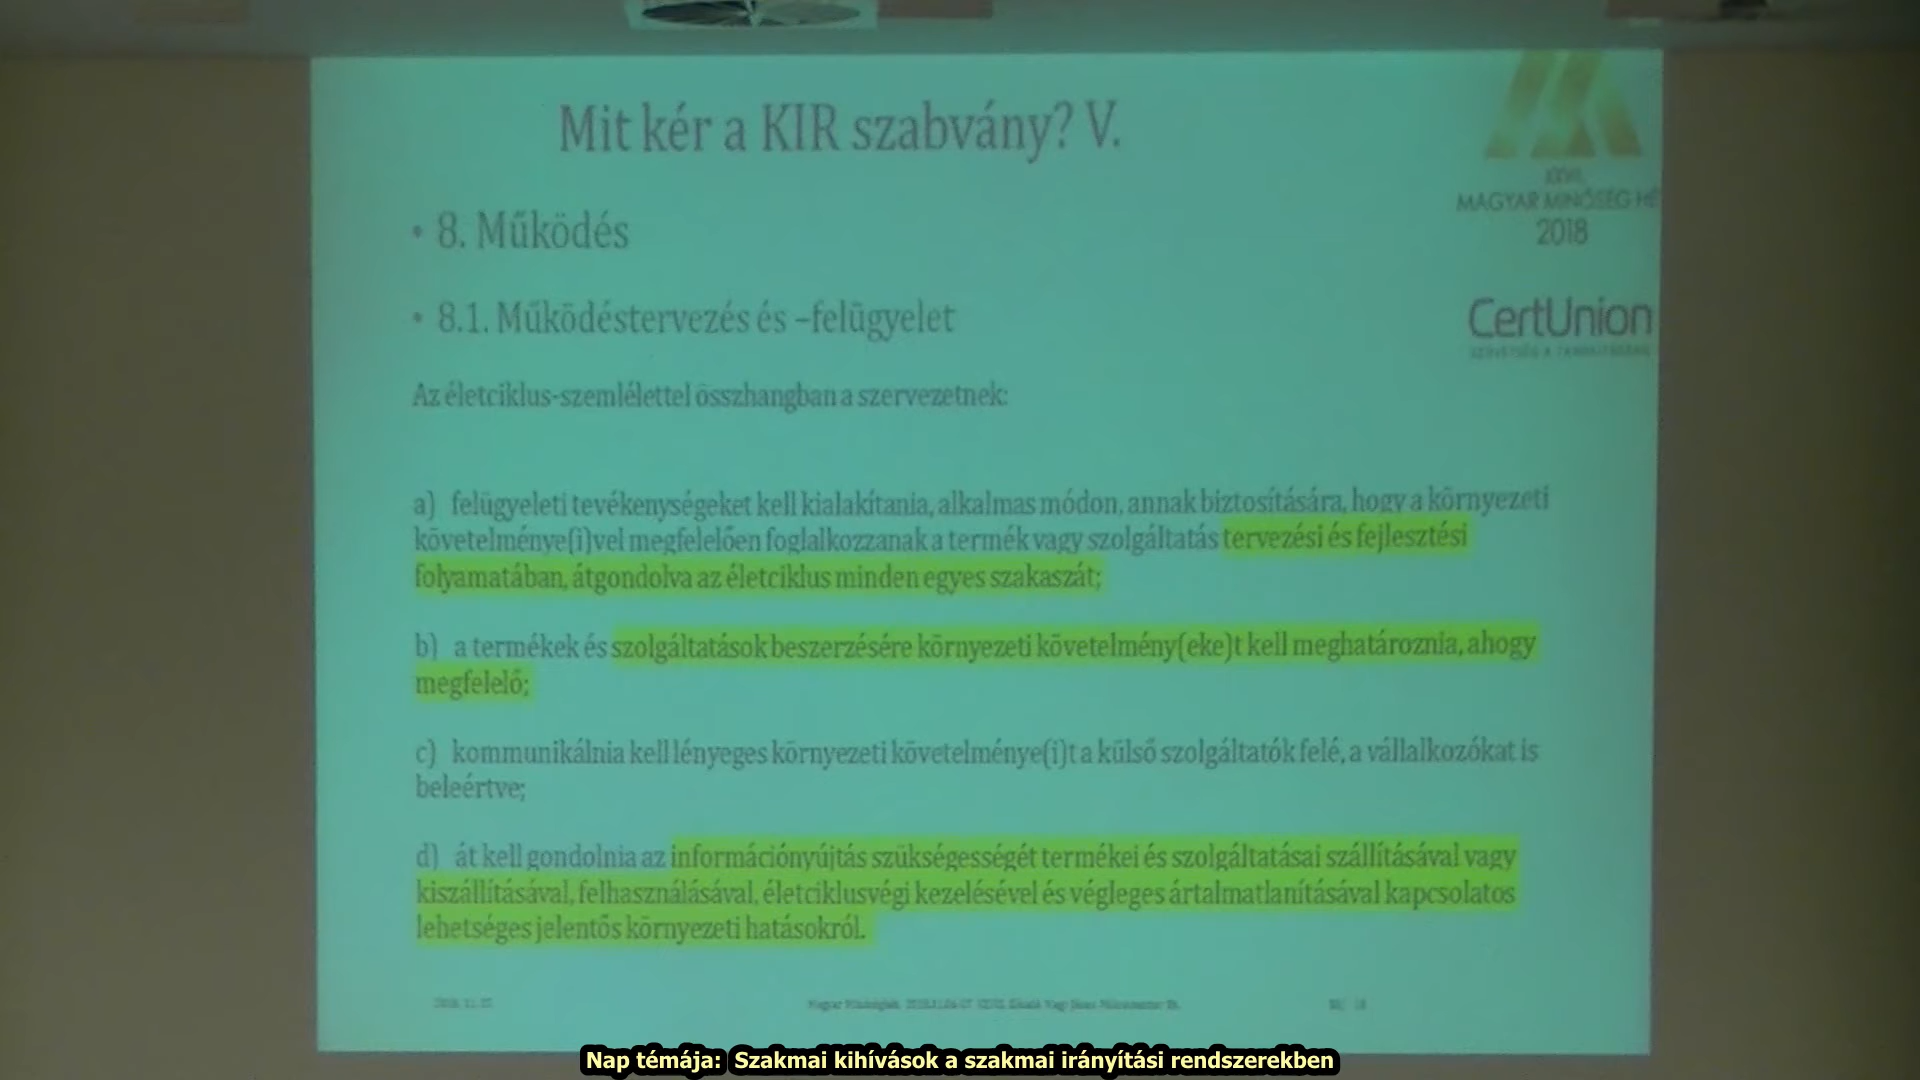 Mit kér a KIR szabvány? V.
XXVII.
MAGYAR MINŐSÉG HÉ
2018
CertUnion
• 8. Működés
• 8.1. Működéstervezés és –felügyelet
Az életciklus-szemlélettel összhangban a szervezetnek:
a) felügyeleti tevékenységeket kell kialakítania, alkalmas módon, annak biztosítására, hogy a környezeti
követelménye(i)vel megfelelően foglalkozzanak a termék vagy szolgáltatás tervezési és fejlesztési
folyamatában, átgondolva az életciklus minden egyes szakaszát;
b) a termékek és szolgáltatások beszerzésére környezeti követelmény(eke)t kell meghatároznia, ahogy
megfelelő;
c) kommunikálnia kell lényeges környezeti követelménye(i)t a külső szolgáltatók felé, a vállalkozókat is
beleértve;
d) át kell gondolnia az információnyújtás szükségességét termékei és szolgáltatásai szállításával vagy
kiszállításával, felhasználásával, életciklusvégi kezelésével és végleges ártalmatlanításával kapcsolatos
lehetséges jelentős környezeti hatásokról.
Nap témája: Szakmai kihívások a szakmai irányítási rendszerekben